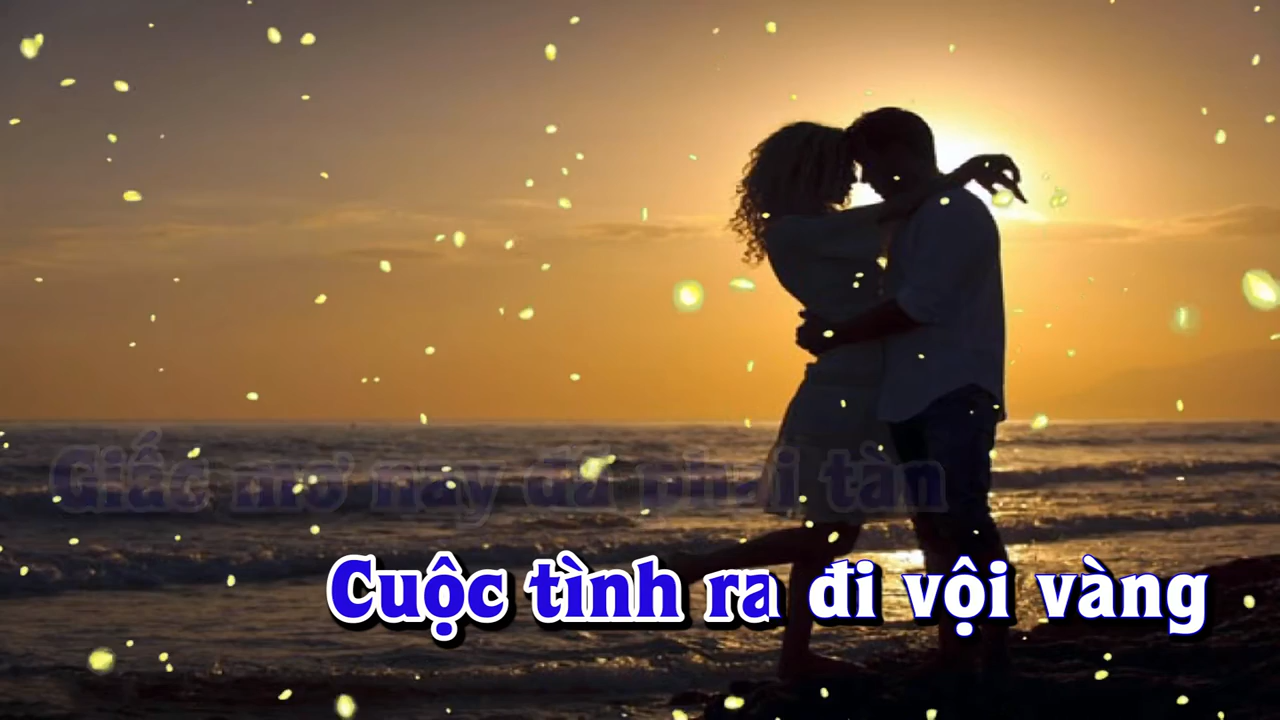 Giấc mơ nay đã phai tàn
Cuộc tình ra đi vội vàng